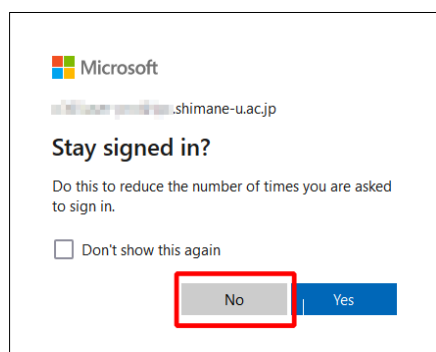 Microsoft
.shimane-u.ac.jp
Stay signed in?
Do this to reduce the number of times you are asked
to sign in.
Don't show this again
No
Yes